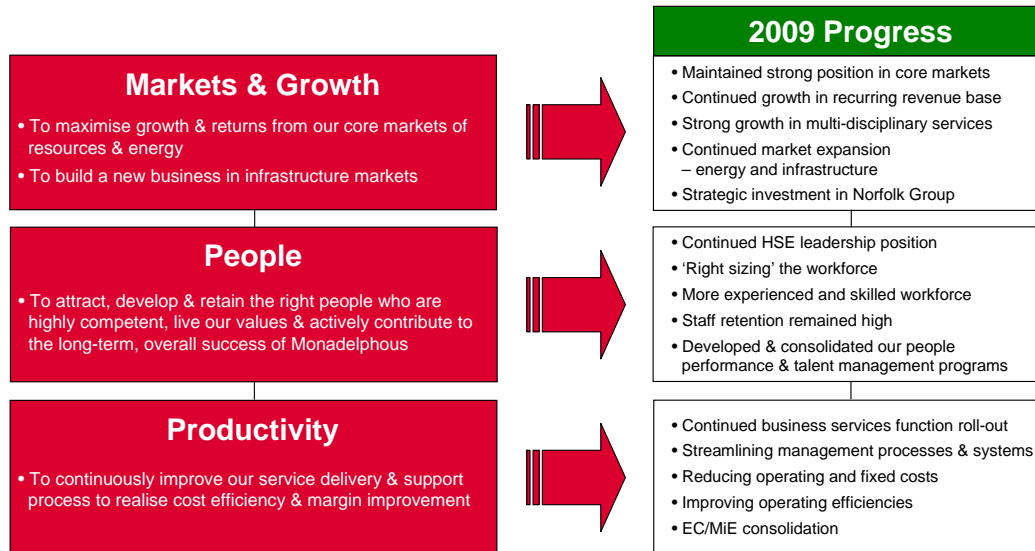 2009 Progress
Markets & Growth
• To maximise growth & returns from our core markets of
resources & energy
• To build a new business in infrastructure markets
• Maintained strong position in core markets
• Continued growth in recurring revenue base
• Strong growth in multi-disciplinary services
• Continued market expansion
– energy and infrastructure
• Strategic investment in Norfolk Group
People
• To attract, develop & retain the right people who are
highly competent, live our values & actively contribute to
the long-term, overall success of Monadelphous
• Continued HSE leadership position
• ‘Right sizing’ the workforce
• More experienced and skilled workforce
• Staff retention remained high
• Developed & consolidated our people
performance & talent management programs
Productivity
• To continuously improve our service delivery & support
process to realise cost efficiency & margin improvement
• Continued business services function roll-out
• Streamlining management processes & systems
• Reducing operating and fixed costs
• Improving operating efficiencies
• EC/MiE consolidation